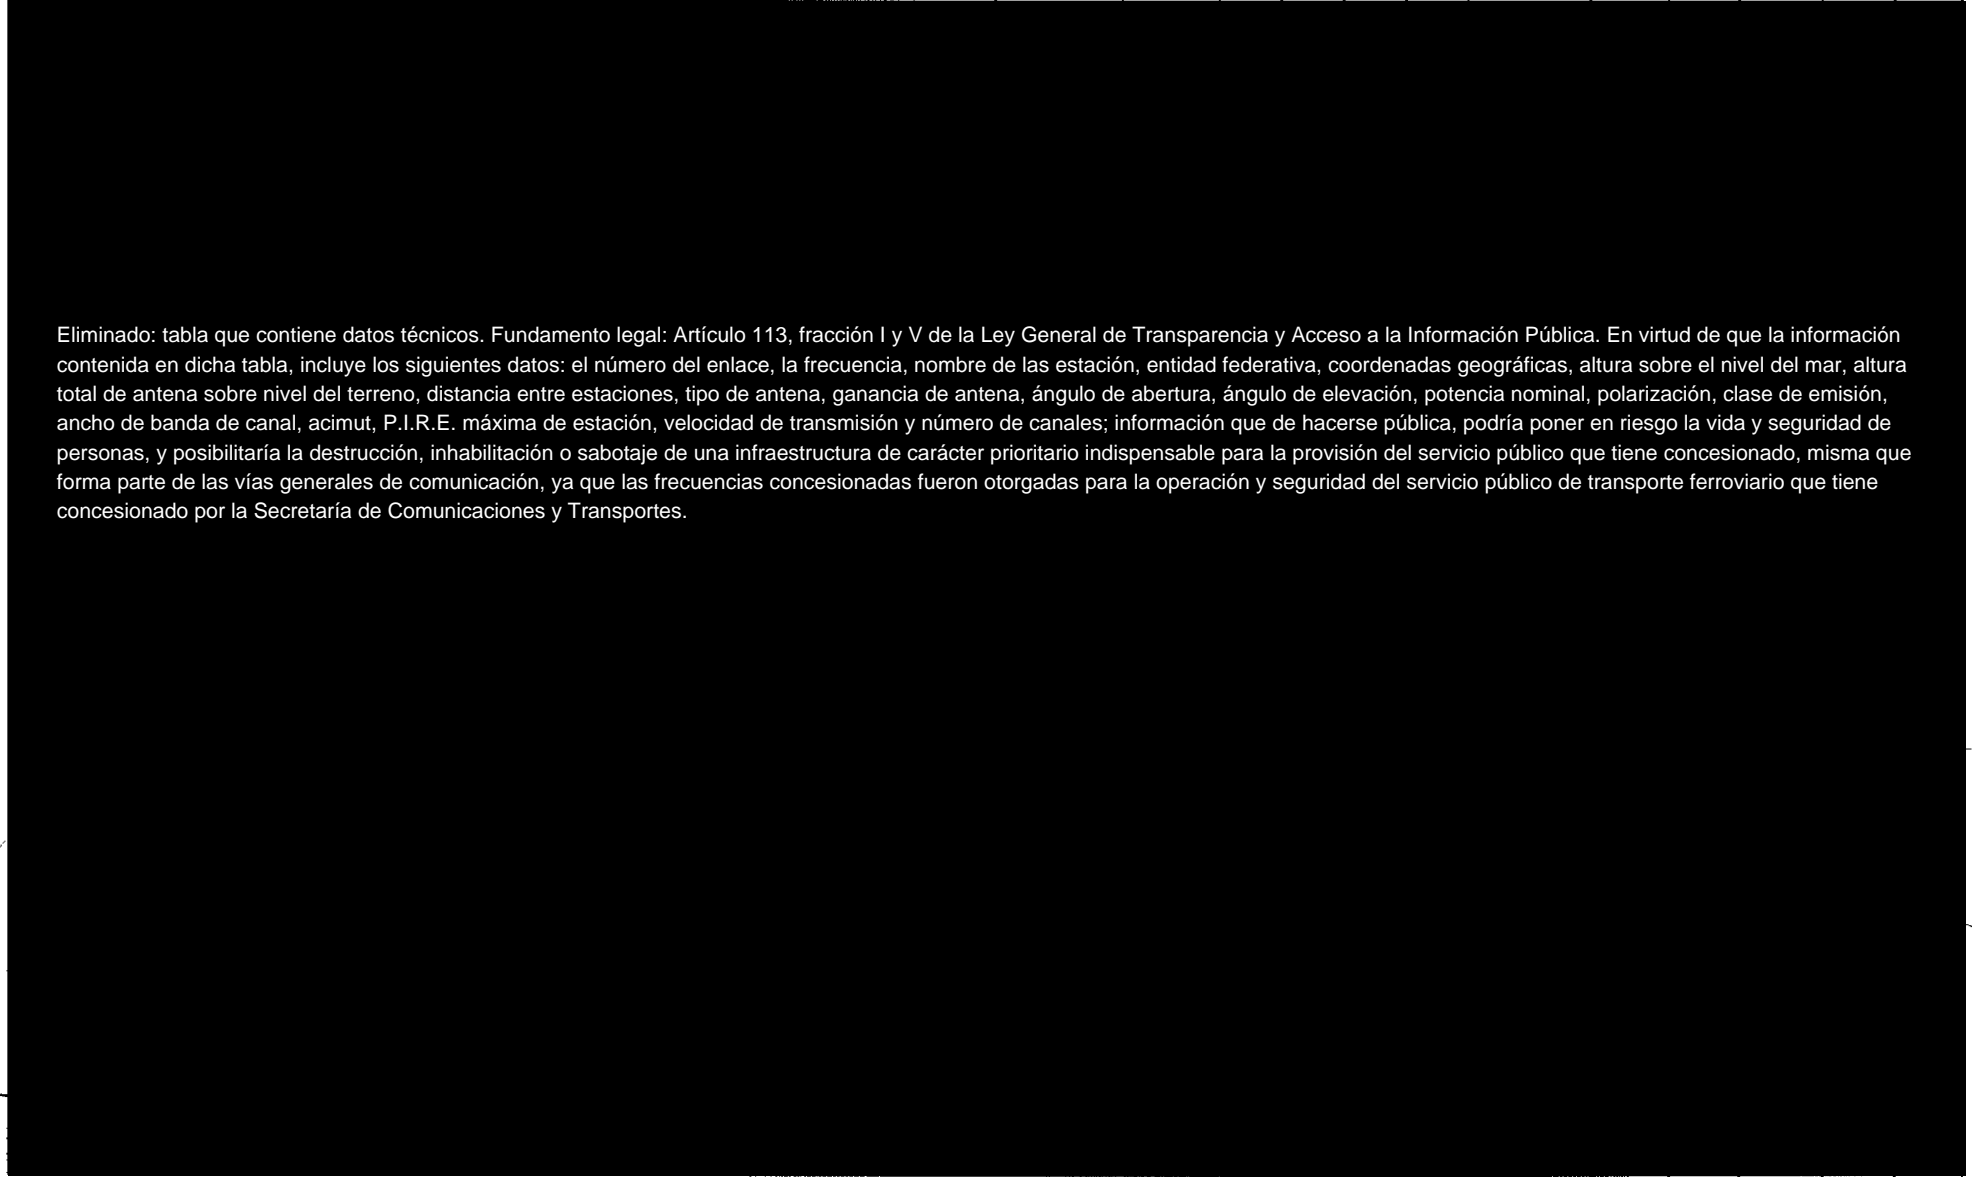 Eliminado: tabla que contiene datos técnicos. Fundamento legal: Artículo 113, fracción I y V de la Ley General de Transparencia y Acceso a la Información Pública. En virtud de que la información
contenida en dicha tabla, incluye los siguientes datos: el número del enlace, la frecuencia, nombre de las estación, entidad federativa, coordenadas geográficas, altura sobre el nivel del mar, altura
total de antena sobre nivel del terreno, distancia entre estaciones, tipo de antena, ganancia de antena, ángulo de abertura, ángulo de elevación, potencia nominal, polarización, clase de emisión,
ancho de banda de canal, acimut, P.I.R.E. máxima de estación, velocidad de transmisión y número de canales; información que de hacerse pública, podría poner en riesgo la vida y seguridad de
personas, y posibilitaría la destrucción, inhabilitación o sabotaje de una infraestructura de carácter prioritario indispensable para la provisión del servicio público que tiene concesionado, misma que
forma parte de las vías generales de comunicación, ya que las frecuencias concesionadas fueron otorgadas para la operación y seguridad del servicio público de transporte ferroviario que tiene
concesionado por la Secretaría de Comunicaciones y Transportes.